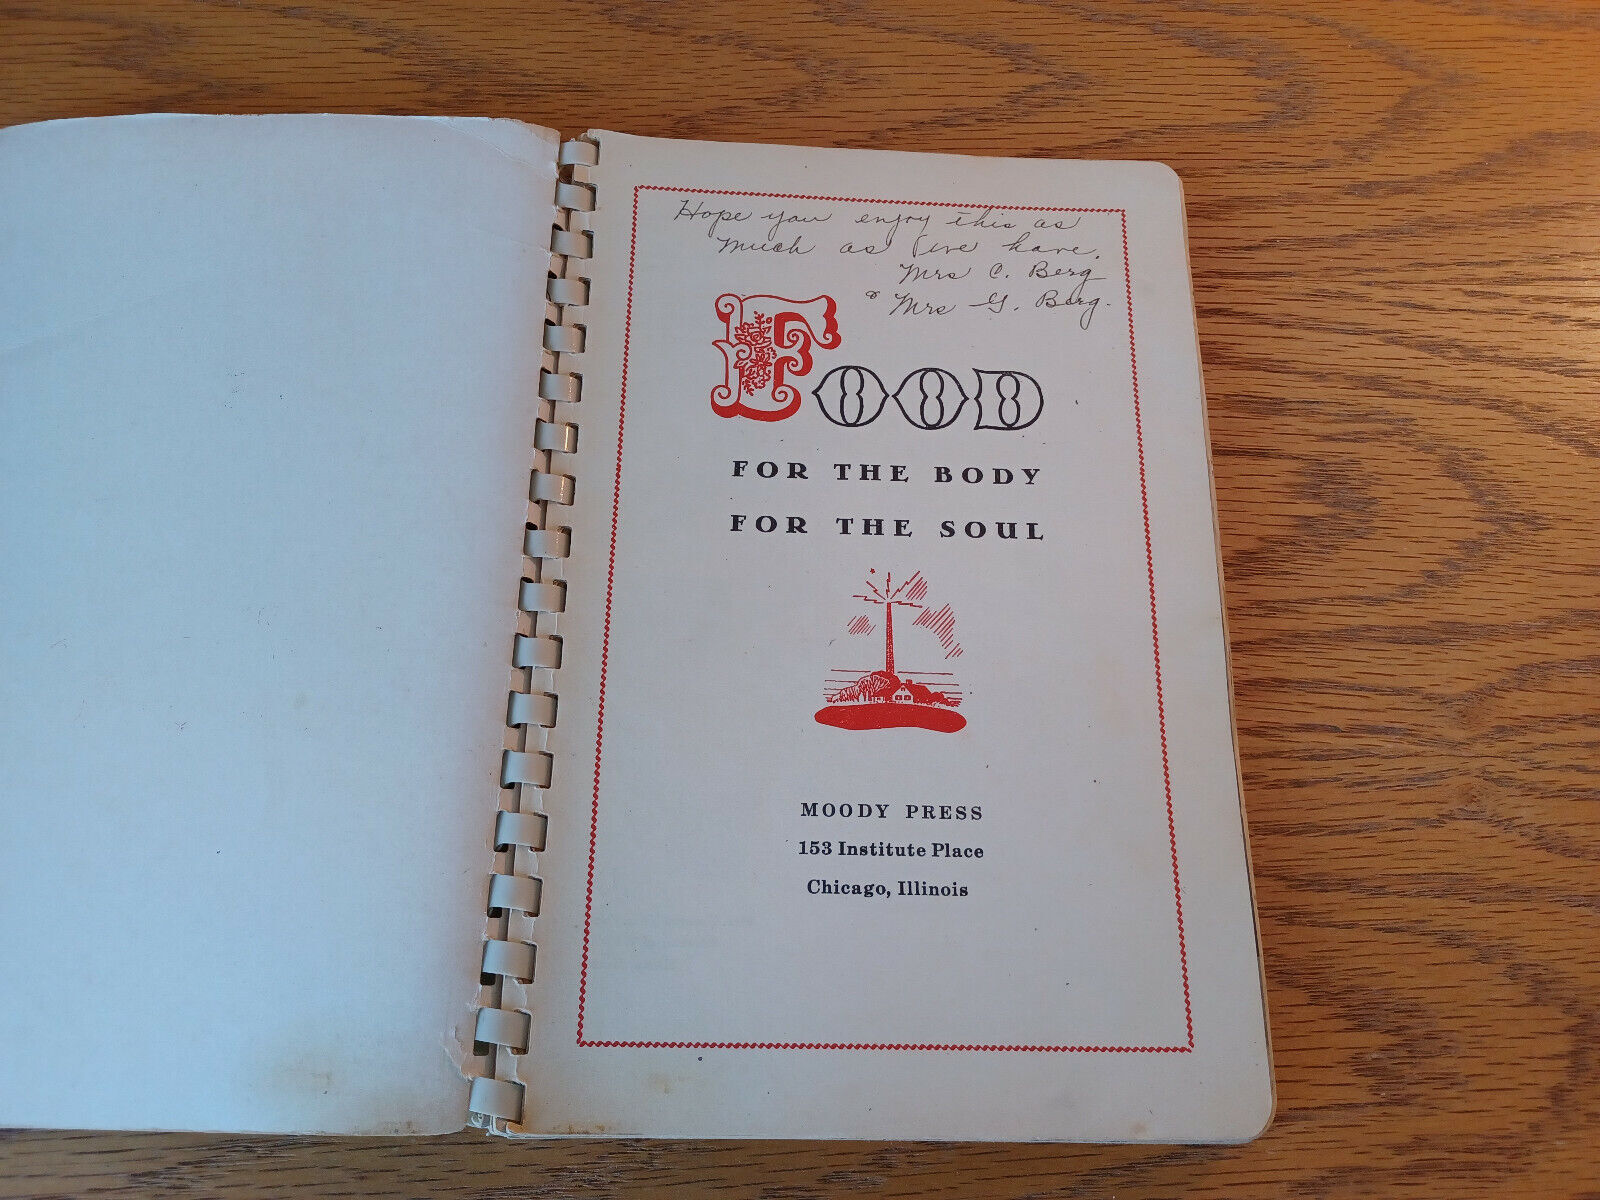 Hope you enjoy this as
much as we have.
Mrs C. Berg
& Mrs G. Berg.
FOOD
FOR THE BODY
FOR THE SOUL
MOODY PRESS
153 Institute Place
Chicago, Illinois